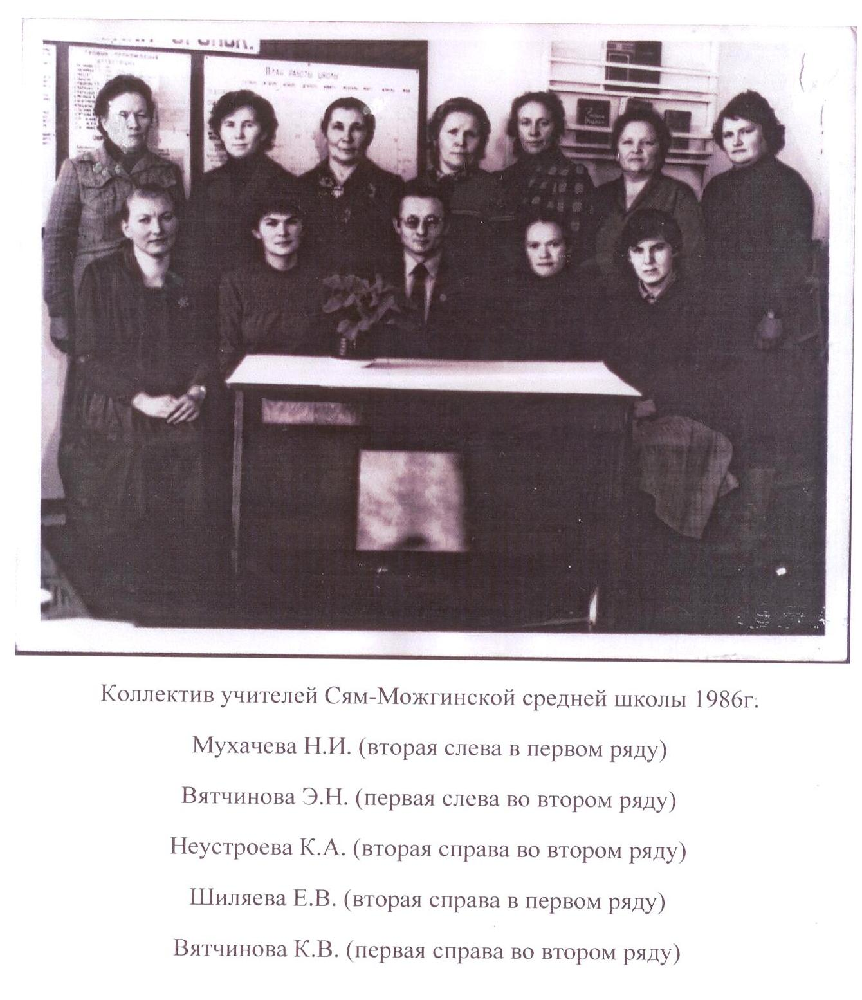 План работы школы
Коллектив учителей Сям-Можгинской средней школы 1986г.
Мухачева Н.И. (вторая слева в первом ряду)
Вятчинова Э.Н. (первая слева во втором ряду)
Неустроева К.А. (вторая справа во втором ряду)
Шиляева Е.В. (вторая справа в первом ряду)
Вятчинова К.В. (первая справа во втором ряду)